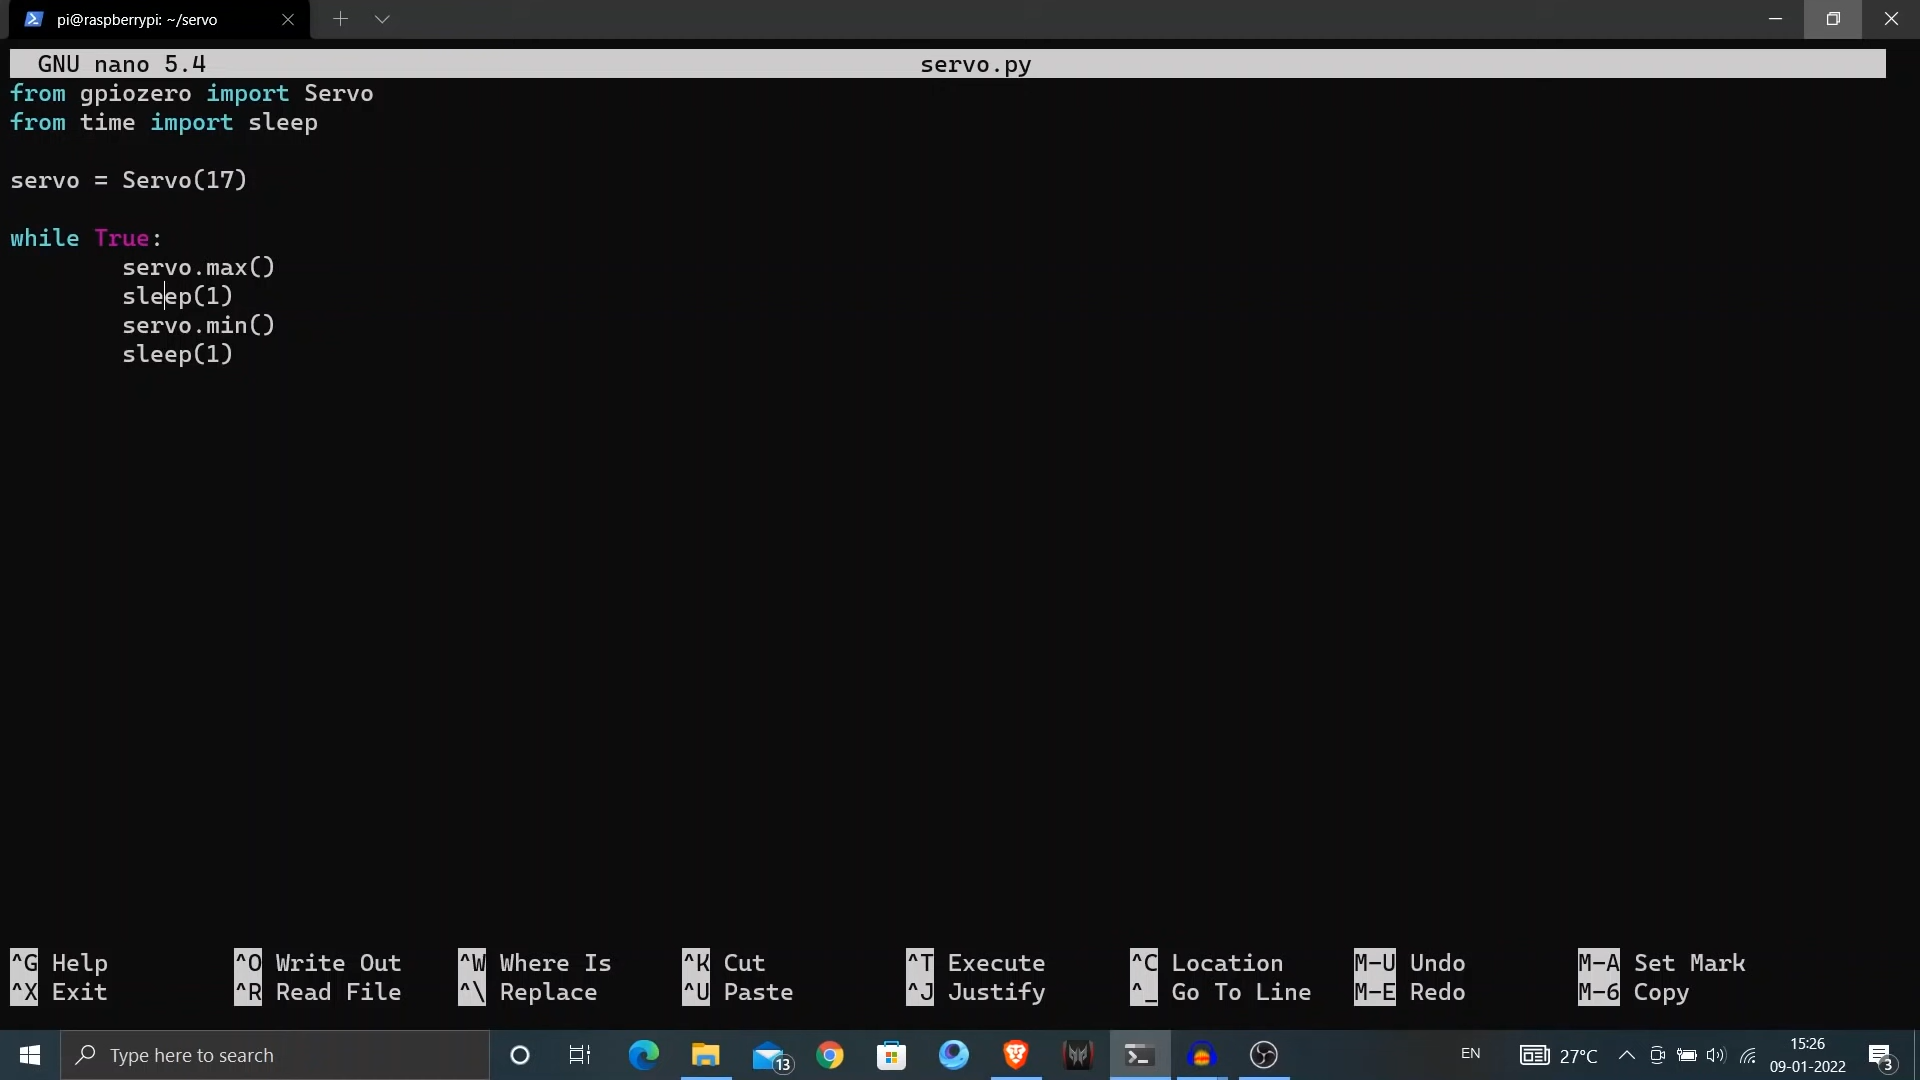 pi@raspberrypi: ~/servo
GNU nano 5.4 servo.py
from gpiozero import Servo
from time import sleep
servo = Servo(17)
while True:
servo.max()
sleep(1)
servo.min()
sleep(1)
^G Help ^O Write Out ^W Where Is ^K Cut ^T Execute ^C Location M-U Undo M-A Set Mark
^X Exit ^R Read File ^\ Replace ^U Paste ^J Justify ^_ Go To Line M-E Redo M-6 Copy
Type here to search 13 EN 27°C 15:26 3
09-01-2022